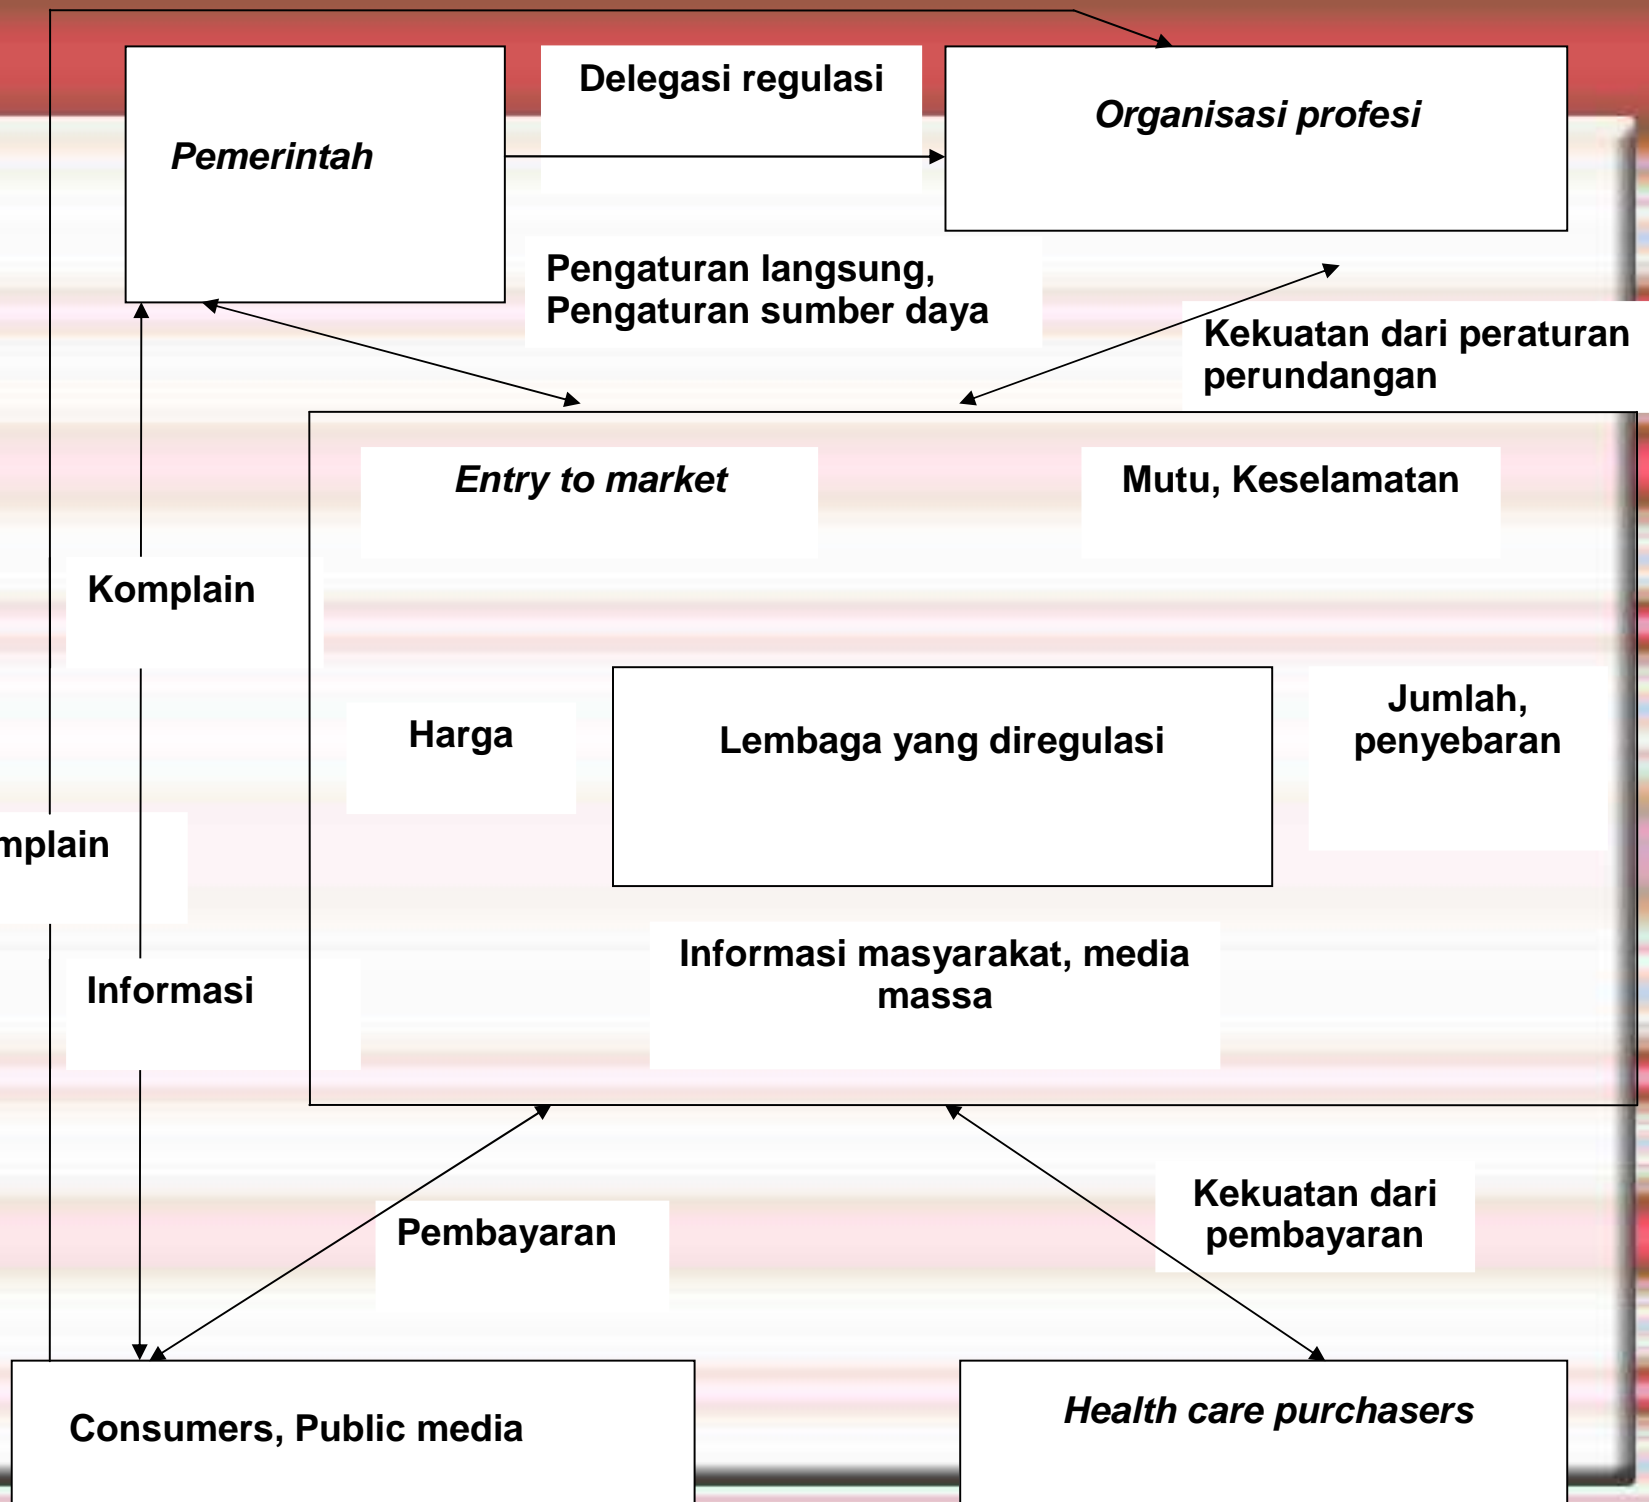 Delegasi regulasi
Organisasi profesi
Pemerintah
Pengaturan langsung,
Pengaturan sumber daya
Kekuatan dari peraturan
perundangan
Entry to market
Mutu, Keselamatan
Komplain
Harga
Lembaga yang diregulasi
Jumlah,
penyebaran
mplain
Informasi masyarakat, media
massa
Informasi
Kekuatan dari
pembayaran
Pembayaran
Consumers, Public media
Health care purchasers